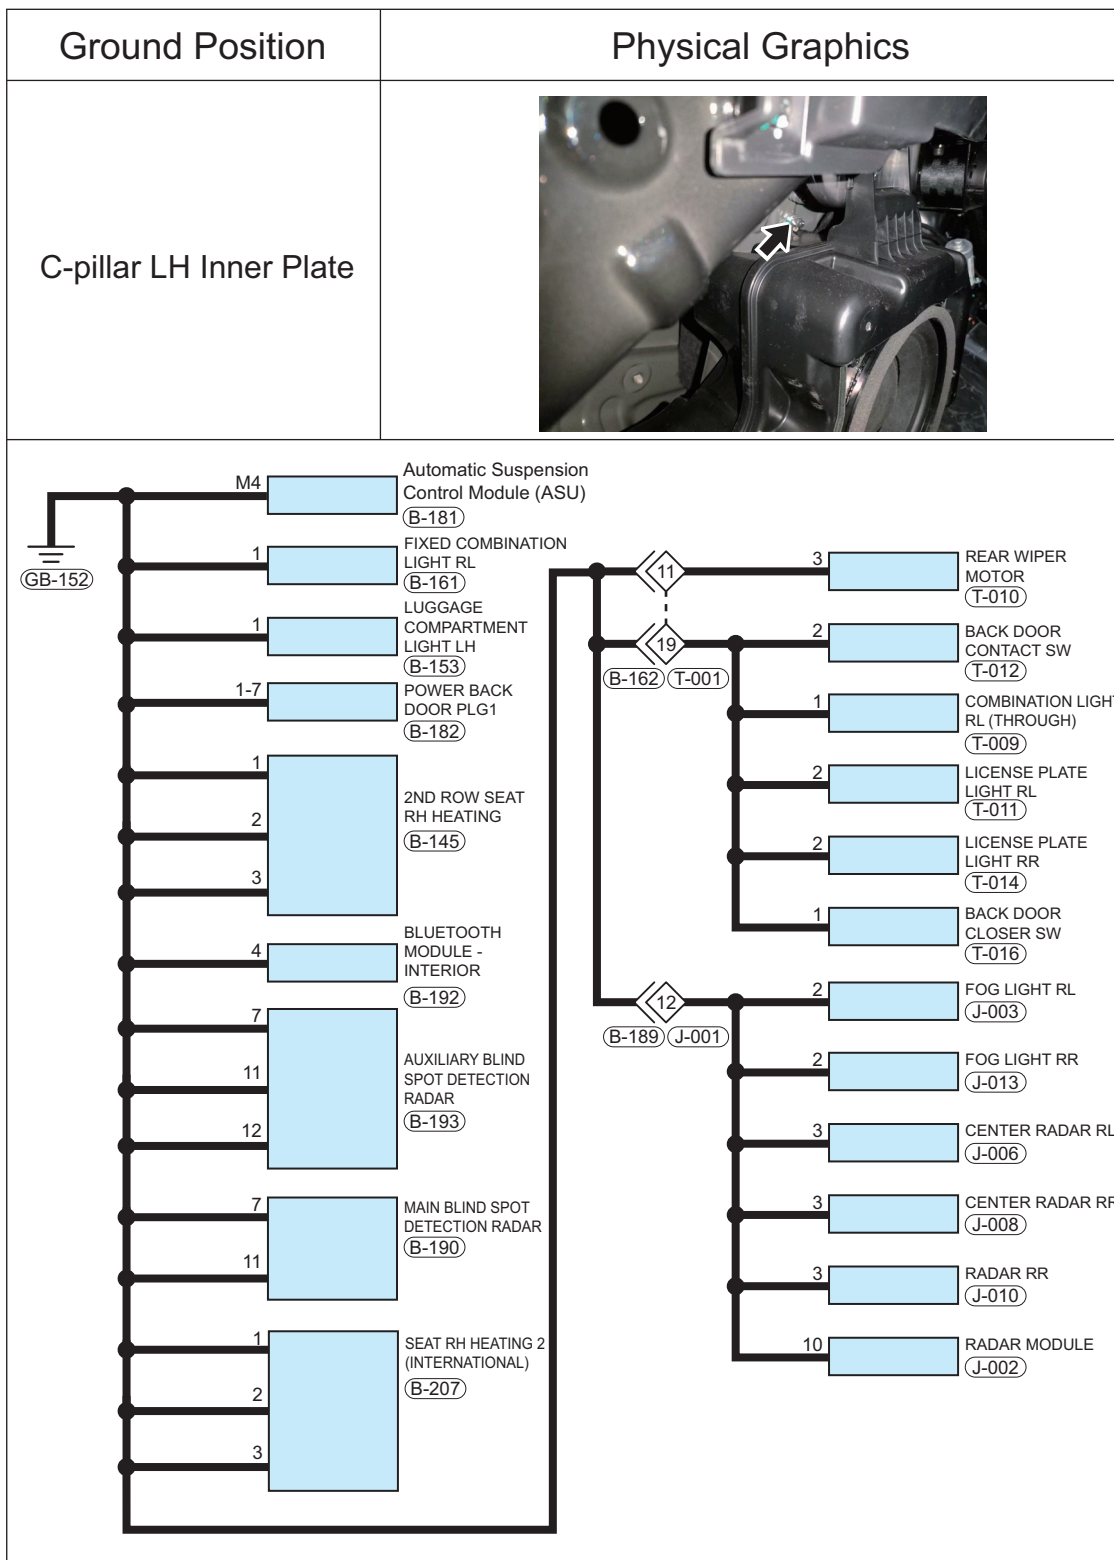 Ground Position
Physical Graphics
C-pillar LH Inner Plate
GB-152
M4
Automatic Suspension
Control Module (ASU)
B-181
1
FIXED COMBINATION
LIGHT RL
B-161
1
LUGGAGE
COMPARTMENT
LIGHT LH
B-153
1-7
POWER BACK
DOOR PLG1
B-182
1
2
3
2ND ROW SEAT
RH HEATING
B-145
4
BLUETOOTH
MODULE -
INTERIOR
B-192
7
11
12
AUXILIARY BLIND
SPOT DETECTION
RADAR
B-193
7
11
MAIN BLIND SPOT
DETECTION RADAR
B-190
1
2
3
SEAT RH HEATING 2
(INTERNATIONAL)
B-207
11
3
REAR WIPER
MOTOR
T-010
19
B-162
T-001
2
BACK DOOR
CONTACT SW
T-012
1
COMBINATION LIGHT
RL (THROUGH)
T-009
2
LICENSE PLATE
LIGHT RL
T-011
2
LICENSE PLATE
LIGHT RR
T-014
1
BACK DOOR
CLOSER SW
T-016
12
B-189
J-001
2
FOG LIGHT RL
J-003
2
FOG LIGHT RR
J-013
3
CENTER RADAR RL
J-006
3
CENTER RADAR RR
J-008
3
RADAR RR
J-010
10
RADAR MODULE
J-002